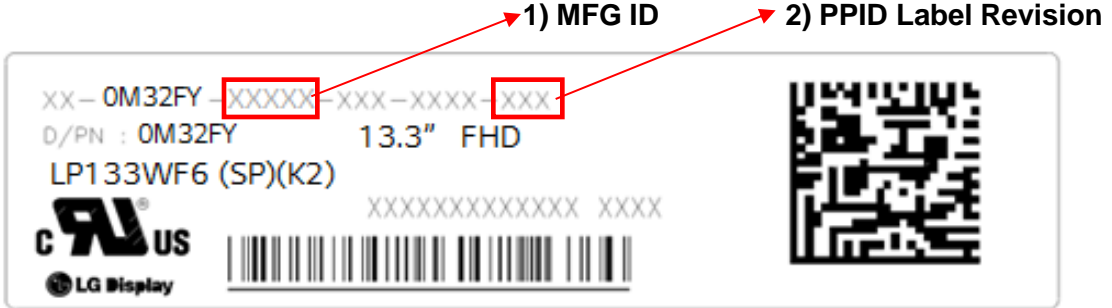 1) MFG ID 2) PPID Label Revision
XX-0M32FY-XXXXX-XXX-XXXX-XXX
D/PN : 0M32FY 13.3" FHD
LP133WF6 (SP)(K2)
XXXXXXXXXXXXX XXXX
C RU ® US
LG Display